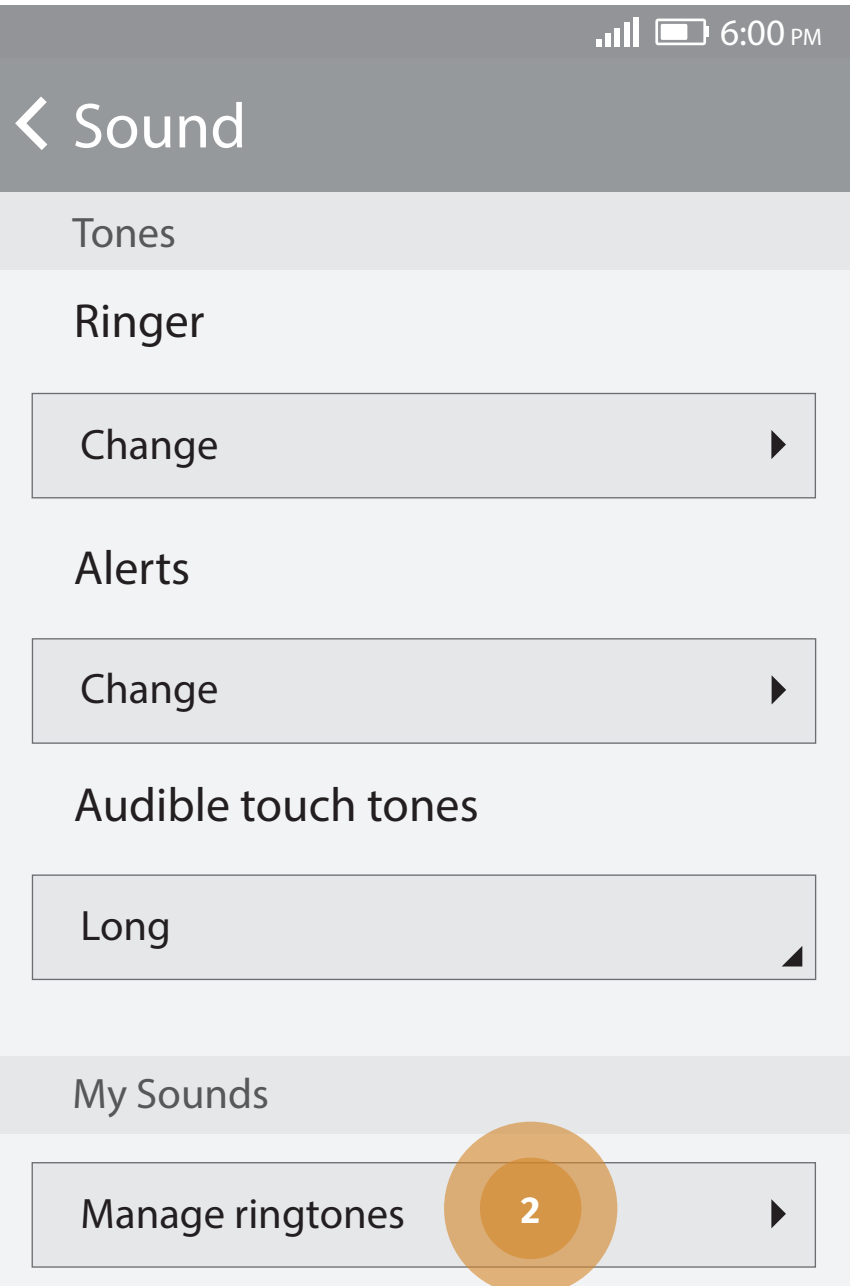 6:00 PM
Sound
Tones
Ringer
Change
Alerts
Change
Audible touch tones
Long
My Sounds
Manage ringtones 2